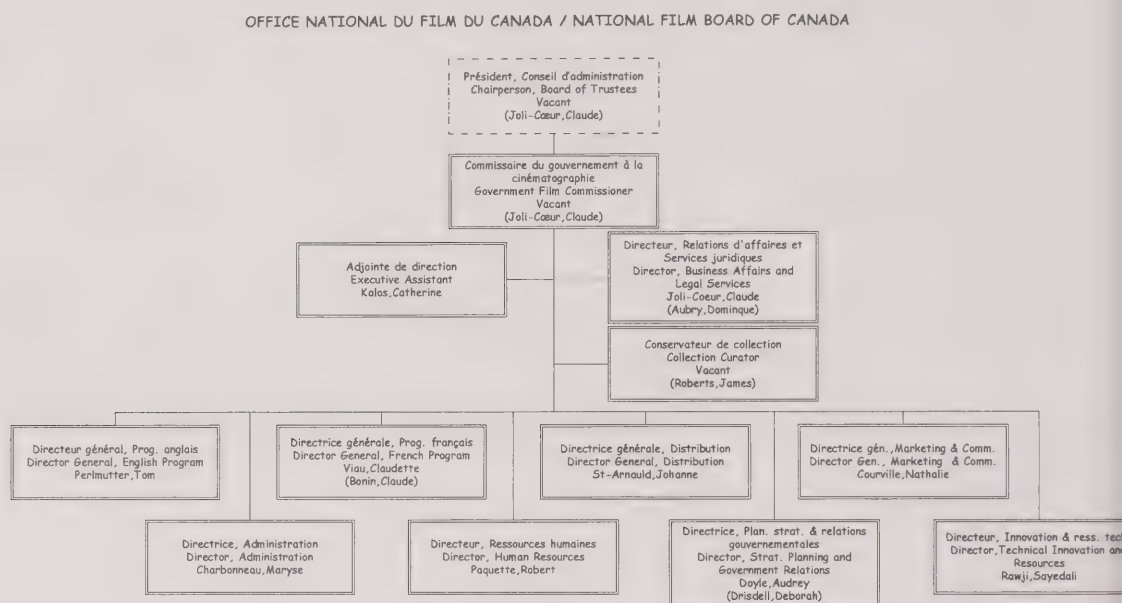 OFFICE NATIONAL DU FILM DU CANADA / NATIONAL FILM BOARD OF CANADA
Président, Conseil d'administration
Chairperson, Board of Trustees
Vacant
(Joli-Cœur,Claude)
Commissaire du gouvernement à la
cinématographie
Government Film Commissioner
Vacant
(Joli-Cœur,Claude)
Adjointe de direction
Executive Assistant
Kalos,Catherine
Directeur, Relations d'affaires et
Services juridiques
Director, Business Affairs and
Legal Services
Joli-Coeur,Claude
(Aubry,Dominque)
Conservateur de collection
Collection Curator
Vacant
(Roberts,James)
Directeur général, Prog. anglais
Director General, English Program
Perlmutter,Tom
Directrice générale, Prog. français
Director General, French Program
Viau,Claudette
(Bonin,Claude)
Directrice générale, Distribution
Director General, Distribution
St-Arnauld,Johanne
Directrice gén.,Marketing & Comm.
Director Gen., Marketing & Comm.
Courville,Nathalie
Directrice, Administration
Director, Administration
Charbonneau,Maryse
Directeur, Ressources humaines
Director, Human Resources
Paquette,Robert
Directrice, Plan. strat. & relations
gouvernementales
Director, Strat. Planning and
Government Relations
Doyle,Audrey
(Drisdell,Deborah)
Directeur, Innovation & ress. tec
Director,Technical Innovation an
Resources
Rawji,Sayedali